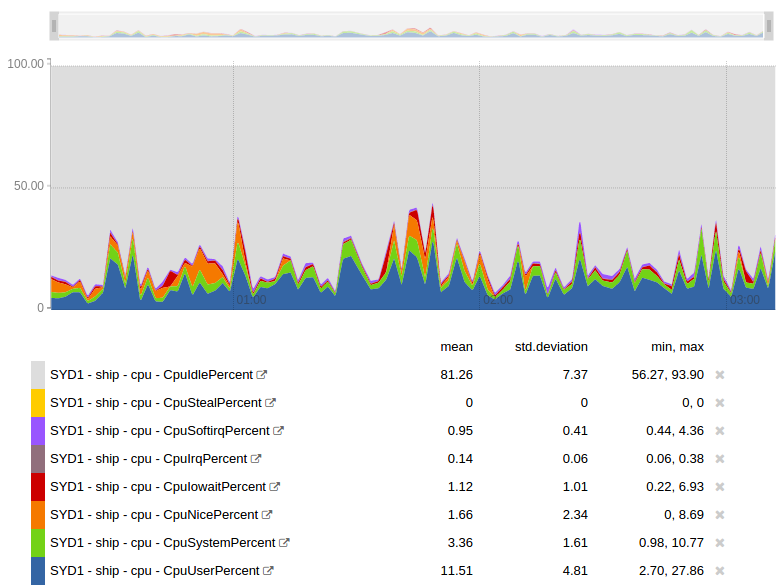 100.00
50.00
0
01:00 02:00 03:00
mean std.deviation min, max
SYD1 - ship - cpu - CpuIdlePercent 81.26 7.37 56.27, 93.90
SYD1 - ship - cpu - CpuStealPercent 0 0 0, 0
SYD1 - ship - cpu - CpuSoftirqPercent 0.95 0.41 0.44, 4.36
SYD1 - ship - cpu - CpuIrqPercent 0.14 0.06 0.06, 0.38
SYD1 - ship - cpu - CpuIowaitPercent 1.12 1.01 0.22, 6.93
SYD1 - ship - cpu - CpuNicePercent 1.66 2.34 0, 8.69
SYD1 - ship - cpu - CpuSystemPercent 3.36 1.61 0.98, 10.77
SYD1 - ship - cpu - CpuUserPercent 11.51 4.81 2.70, 27.86